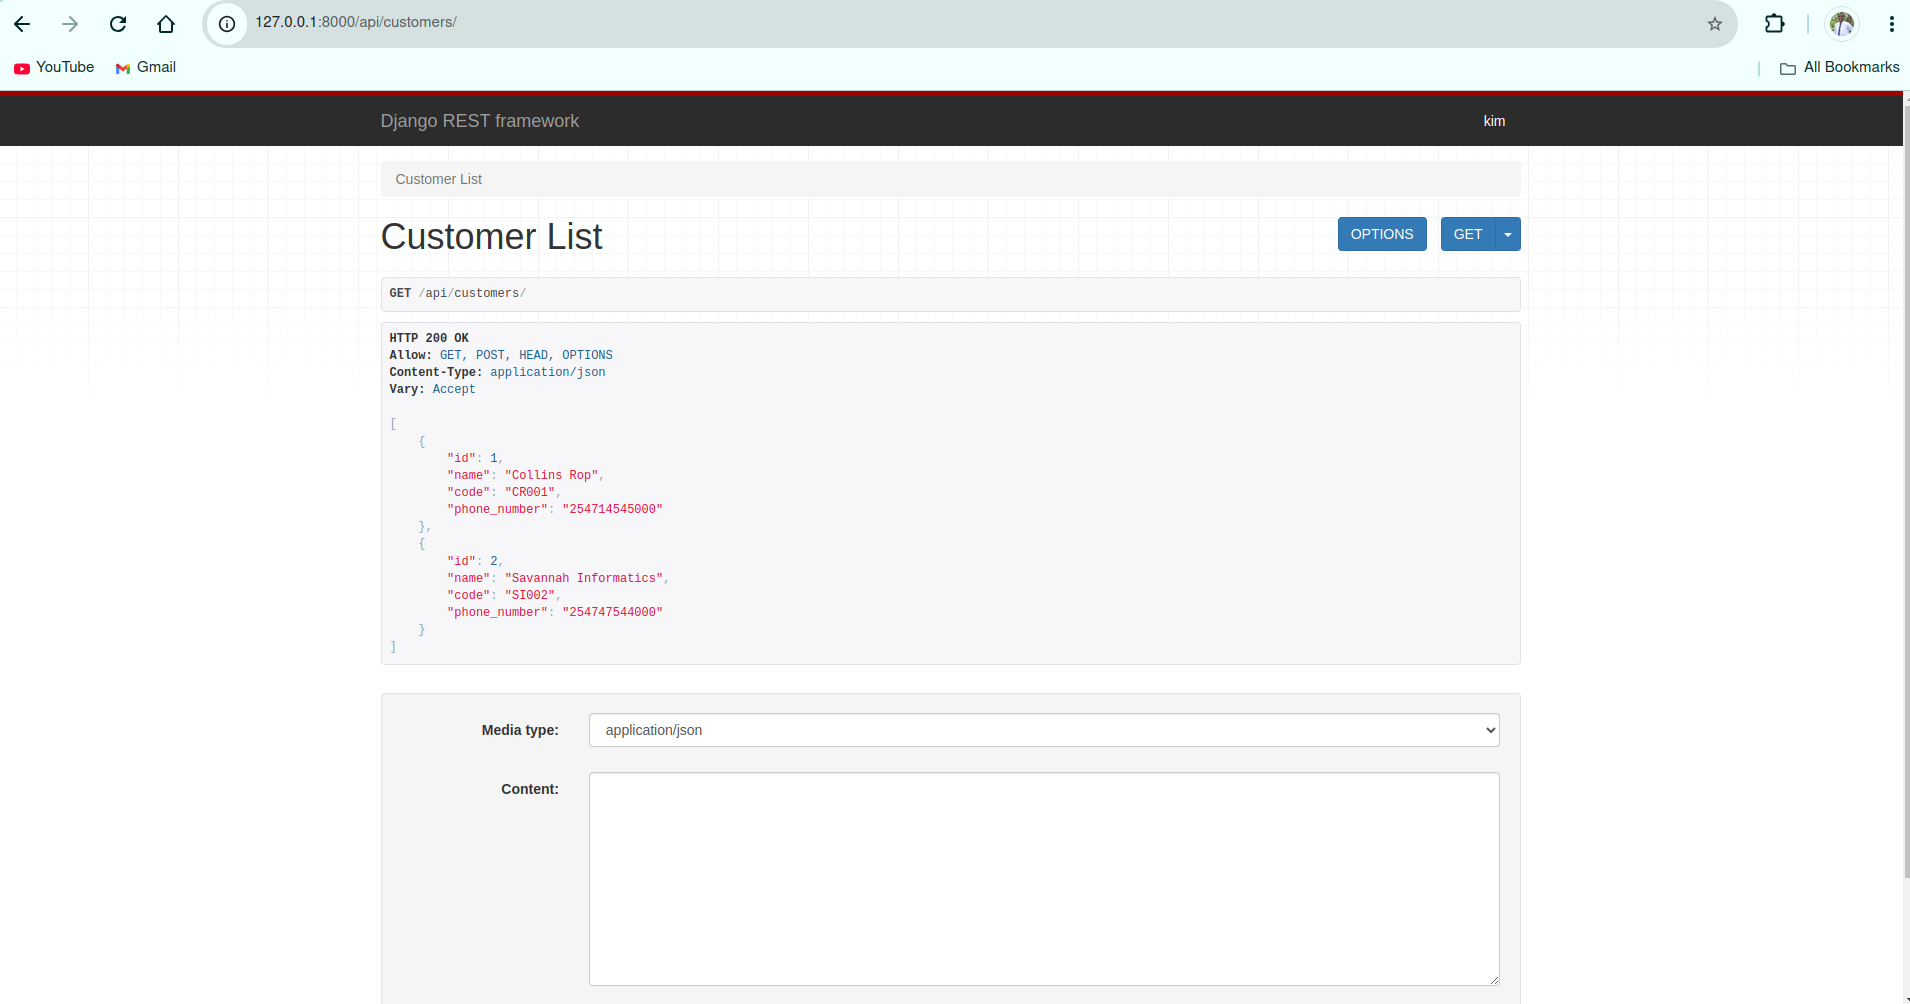 127.0.0.1:8000/api/customers/
YouTube
Gmail
All Bookmarks
Django REST framework
kim
Customer List
Customer List
OPTIONS
GET
GET /api/customers/
HTTP 200 OK
Allow: GET, POST, HEAD, OPTIONS
Content-Type: application/json
Vary: Accept
[
    {
        "id": 1,
        "name": "Collins Rop",
        "code": "CR001",
        "phone_number": "254714545000"
    },
    {
        "id": 2,
        "name": "Savannah Informatics",
        "code": "SI002",
        "phone_number": "254747544000"
    }
]
Media type:
application/json
Content: